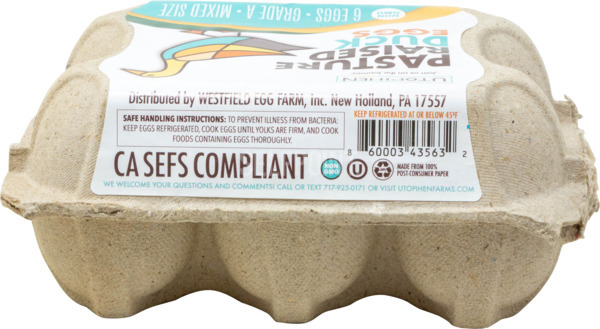 6 EGGS • GRADE A • MIXED SIZE
PASTURE
RAISED
DUCK
EGGS
UTOPIHEN
Distributed by WESTFIELD EGG FARM, Inc. New Holland, PA 17557
SAFE HANDLING INSTRUCTIONS: TO PREVENT ILLNESS FROM BACTERIA:
KEEP EGGS REFRIGERATED, COOK EGGS UNTIL YOLKS ARE FIRM, AND COOK
FOODS CONTAINING EGGS THOROUGHLY.
KEEP REFRIGERATED AT OR BELOW 45°F
8 60003 43563 2
CA SEFS COMPLIANT
NON
GMO
U
MADE FROM 100%
POST-CONSUMER PAPER
WE WELCOME YOUR QUESTIONS AND COMMENTS! CALL OR TEXT 717-925-0171 OR VISIT UTOPIHENFARMS.COM